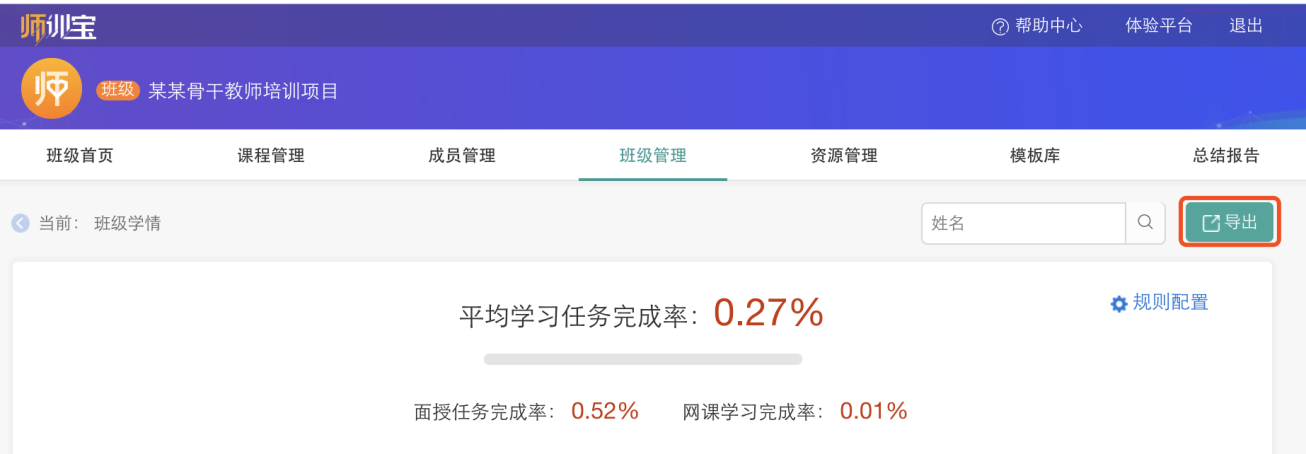 师训宝 帮助中心 体验平台 退出
师 班级 某某骨干教师培训项目
班级首页 课程管理 成员管理 班级管理 资源管理 模板库 总结报告
当前: 班级学情 姓名 导出
平均学习任务完成率: 0.27% 规则配置
面授任务完成率: 0.52% 网课学习完成率: 0.01%